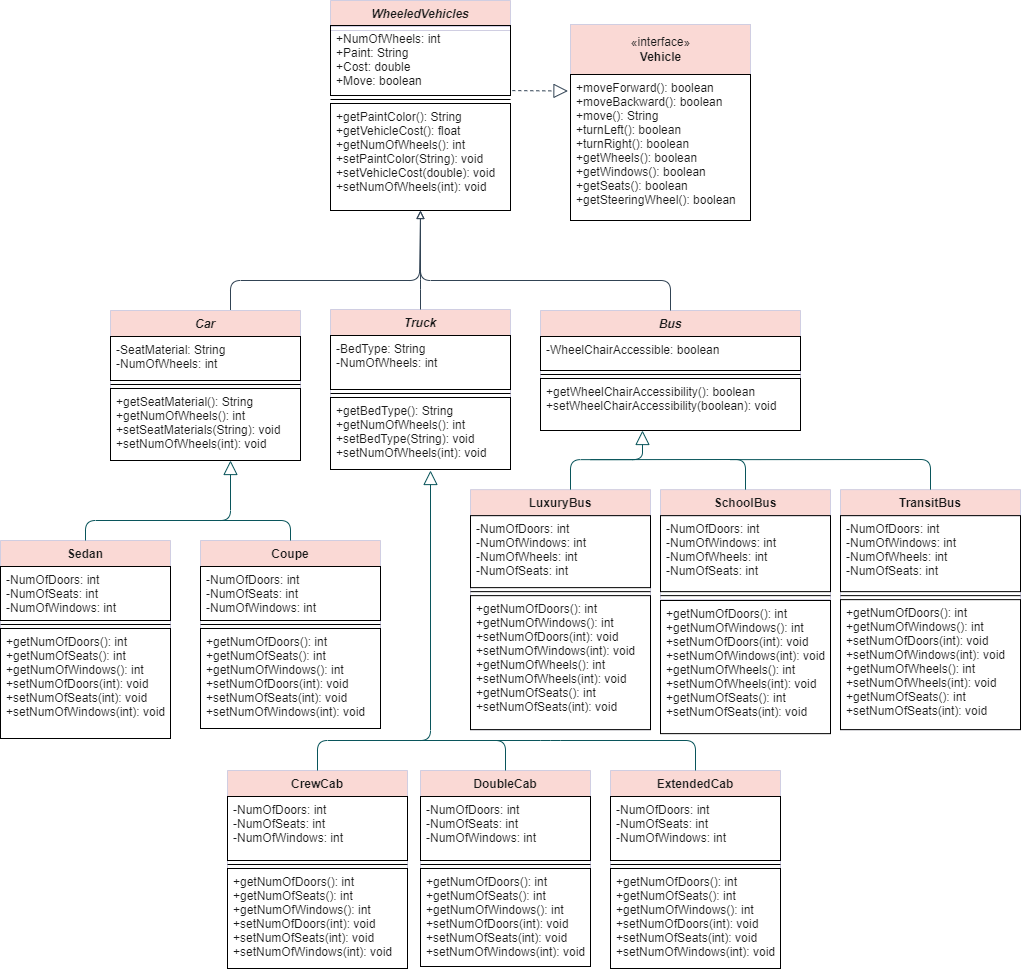 WheeledVehicles
+NumOfWheels: int
+Paint: String
+Cost: double
+Move: boolean
+getPaintColor(): String
+getVehicleCost(): float
+getNumOfWheels(): int
+setPaintColor(String): void
+setVehicleCost(double): void
+setNumOfWheels(int): void
«interface»
Vehicle
+moveForward(): boolean
+moveBackward(): boolean
+move(): String
+turnLeft(): boolean
+turnRight(): boolean
+getWheels(): boolean
+getWindows(): boolean
+getSeats(): boolean
+getSteeringWheel(): boolean
Car
-SeatMaterial: String
-NumOfWheels: int
+getSeatMaterial(): String
+getNumOfWheels(): int
+setSeatMaterials(String): void
+setNumOfWheels(int): void
Truck
-BedType: String
-NumOfWheels: int
+getBedType(): String
+getNumOfWheels(): int
+setBedType(String): void
+setNumOfWheels(int): void
Bus
-WheelChairAccessible: boolean
+getWheelChairAccessibility(): boolean
+setWheelChairAccessibility(boolean): void
Sedan
-NumOfDoors: int
-NumOfSeats: int
-NumOfWindows: int
+getNumOfDoors(): int
+getNumOfSeats(): int
+getNumOfWindows(): int
+setNumOfDoors(int): void
+setNumOfSeats(int): void
+setNumOfWindows(int): void
Coupe
-NumOfDoors: int
-NumOfSeats: int
-NumOfWindows: int
+getNumOfDoors(): int
+getNumOfSeats(): int
+getNumOfWindows(): int
+setNumOfDoors(int): void
+setNumOfSeats(int): void
+setNumOfWindows(int): void
LuxuryBus
-NumOfDoors: int
-NumOfWindows: int
-NumOfWheels: int
-NumOfSeats: int
+getNumOfDoors(): int
+getNumOfWindows(): int
+setNumOfDoors(int): void
+setNumOfWindows(int): void
+getNumOfWheels(): int
+setNumOfWheels(int): void
+getNumOfSeats(): int
+setNumOfSeats(int): void
SchoolBus
-NumOfDoors: int
-NumOfWindows: int
-NumOfWheels: int
-NumOfSeats: int
+getNumOfDoors(): int
+getNumOfWindows(): int
+setNumOfDoors(int): void
+setNumOfWindows(int): void
+getNumOfWheels(): int
+setNumOfWheels(int): void
+getNumOfSeats(): int
+setNumOfSeats(int): void
TransitBus
-NumOfDoors: int
-NumOfWindows: int
-NumOfWheels: int
-NumOfSeats: int
+getNumOfDoors(): int
+getNumOfWindows(): int
+setNumOfDoors(int): void
+setNumOfWindows(int): void
+getNumOfWheels(): int
+setNumOfWheels(int): void
+getNumOfSeats(): int
+setNumOfSeats(int): void
CrewCab
-NumOfDoors: int
-NumOfSeats: int
-NumOfWindows: int
+getNumOfDoors(): int
+getNumOfSeats(): int
+getNumOfWindows(): int
+setNumOfDoors(int): void
+setNumOfSeats(int): void
+setNumOfWindows(int): void
DoubleCab
-NumOfDoors: int
-NumOfSeats: int
-NumOfWindows: int
+getNumOfDoors(): int
+getNumOfSeats(): int
+getNumOfWindows(): int
+setNumOfDoors(int): void
+setNumOfSeats(int): void
+setNumOfWindows(int): void
ExtendedCab
-NumOfDoors: int
-NumOfSeats: int
-NumOfWindows: int
+getNumOfDoors(): int
+getNumOfSeats(): int
+getNumOfWindows(): int
+setNumOfDoors(int): void
+setNumOfSeats(int): void
+setNumOfWindows(int): void